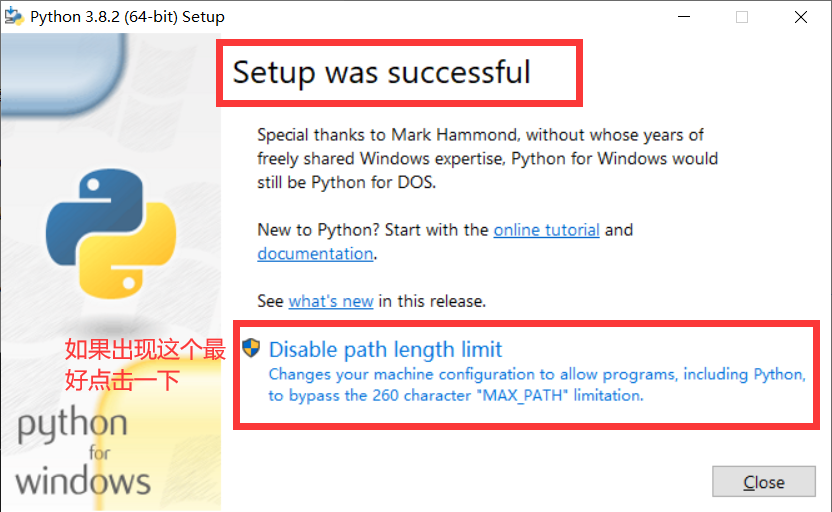 Python 3.8.2 (64-bit) Setup
Setup was successful
Special thanks to Mark Hammond, without whose years of
freely shared Windows expertise, Python for Windows would
still be Python for DOS.
New to Python? Start with the online tutorial and
documentation.
See what's new in this release.
如果出现这个最
好点击一下
Disable path length limit
Changes your machine configuration to allow programs, including Python,
to bypass the 260 character "MAX_PATH" limitation.
python
for
windows
Close